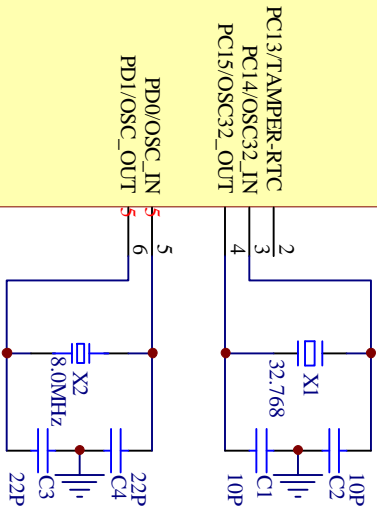 PC13/TAMPER-RTC
PC14/OSC32_IN
PC15/OSC32_OUT
PD0/OSC_IN
PD1/OSC_OUT
2
3
4
5
5
5
6
X1
32.768
X2
8.0MHz
C2
10P
C1
10P
C4
22P
C3
22P